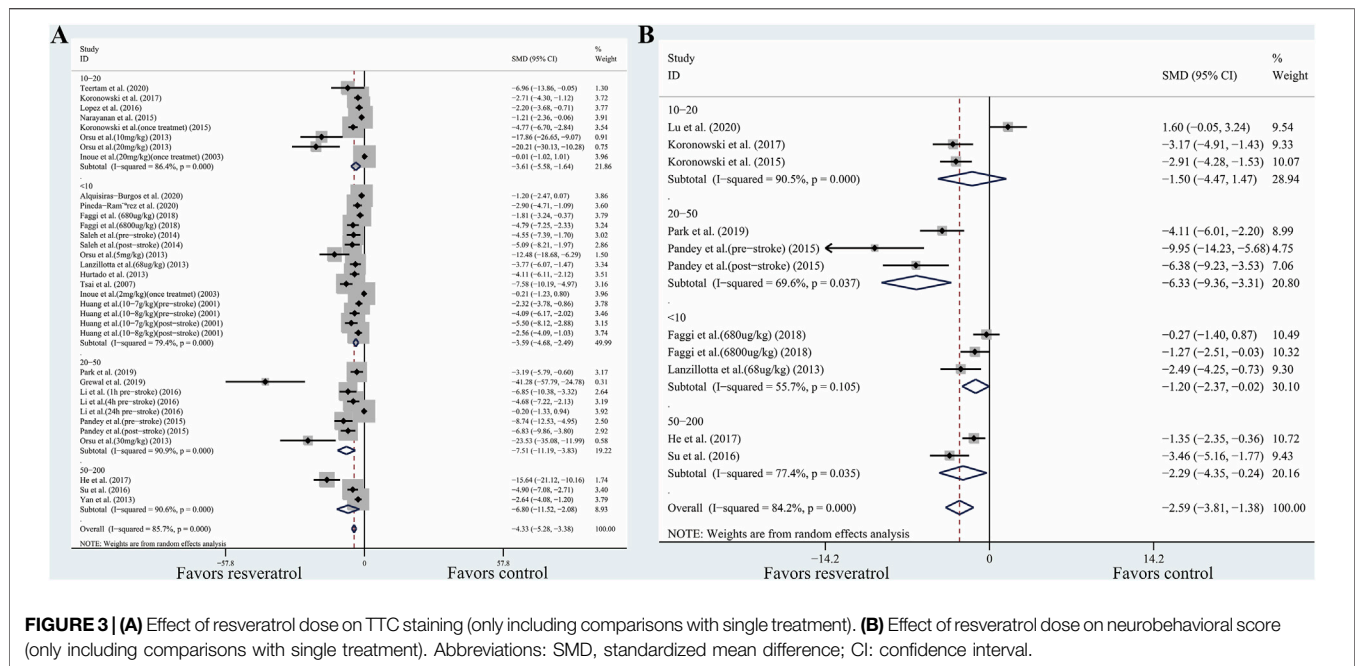 A
Study
ID
SMD (95% CI)
%
Weight
10−20
Teertam et al. (2020) −6.96 (−13.86, −0.05) 1.30
Koronowski et al. (2017) −2.71 (−4.30, −1.12) 3.72
Lopez et al. (2016) −2.20 (−3.68, −0.71) 3.77
Narayanan et al. (2015) −1.21 (−2.36, −0.06) 3.91
Koronowski et al.(once treatmet) (2015) −4.77 (−6.70, −2.84) 3.54
Orsu et al.(10mg/kg) (2013) −17.86 (−26.65, −9.07) 0.91
Orsu et al.(20mg/kg) (2013) −20.21 (−30.13, −10.28) 0.75
Inoue et al.(20mg/kg)(once treatmet) (2003) −0.01 (−1.02, 1.01) 3.96
Subtotal (I−squared = 86.4%, p = 0.000) −3.61 (−5.58, −1.64) 21.86
.
<10
Alquisiras−Burgos et al. (2020) −1.20 (−2.47, 0.07) 3.86
Pineda−Ram¨ªrez et al. (2020) −2.90 (−4.71, −1.09) 3.60
Faggi et al. (680ug/kg) (2018) −1.81 (−3.24, −0.37) 3.79
Faggi et al. (6800ug/kg) (2018) −4.79 (−7.25, −2.33) 3.24
Saleh et al.(pre−stroke) (2014) −4.55 (−7.39, −1.70) 3.02
Saleh et al.(post−stroke) (2014) −5.09 (−8.21, −1.97) 2.86
Orsu et al.(5mg/kg) (2013) −12.48 (−18.68, −6.29) 1.50
Lanzillotta et al.(68ug/kg) (2013) −3.77 (−6.07, −1.47) 3.34
Hurtado et al. (2013) −4.11 (−6.11, −2.12) 3.51
Tsai et al. (2007) −7.58 (−10.19, −4.97) 3.16
Inoue et al.(2mg/kg)(once treatmet) (2003) −0.21 (−1.23, 0.80) 3.96
Huang et al.(10−7g/kg)(pre−stroke) (2001) −2.32 (−3.78, −0.86) 3.78
Huang et al.(10−8g/kg)(pre−stroke) (2001) −4.09 (−6.17, −2.02) 3.46
Huang et al.(10−7g/kg)(post−stroke) (2001) −5.50 (−8.12, −2.88) 3.15
Huang et al.(10−8g/kg)(post−stroke) (2001) −2.56 (−4.09, −1.03) 3.74
Subtotal (I−squared = 79.4%, p = 0.000) −3.59 (−4.68, −2.49) 49.99
.
20−50
Park et al. (2019) −3.19 (−5.79, −0.60) 3.17
Grewal et al. (2019) −41.28 (−57.79, −24.78) 0.31
Li et al. (1h pre−stroke) (2016) −6.85 (−10.38, −3.32) 2.64
Li et al. (4h pre−stroke) (2016) −4.68 (−7.22, −2.13) 3.19
Li et al.(24h pre−stroke) (2016) −0.20 (−1.33, 0.94) 3.92
Pandey et al.(pre−stroke) (2015) −8.74 (−12.53, −4.95) 2.50
Pandey et al.(post−stroke) (2015) −6.83 (−9.86, −3.80) 2.92
Orsu et al.(30mg/kg) (2013) −23.53 (−35.08, −11.99) 0.58
Subtotal (I−squared = 90.9%, p = 0.000) −7.51 (−11.19, −3.83) 19.22
.
50−200
He et al. (2017) −15.64 (−21.12, −10.16) 1.74
Su et al. (2016) −4.90 (−7.08, −2.71) 3.40
Yan et al. (2013) −2.64 (−4.08, −1.20) 3.79
Subtotal (I−squared = 90.6%, p = 0.000) −6.80 (−11.52, −2.08) 8.93
.
Overall (I−squared = 85.7%, p = 0.000) −4.33 (−5.28, −3.38) 100.00
NOTE: Weights are from random effects analysis
−57.8 0 57.8
Favors resveratrol Favors control
B
Study
ID
SMD (95% CI)
%
Weight
10−20
Lu et al. (2020) 1.60 (−0.05, 3.24) 9.54
Koronowski et al. (2017) −3.17 (−4.91, −1.43) 9.33
Koronowski et al. (2015) −2.91 (−4.28, −1.53) 10.07
Subtotal (I−squared = 90.5%, p = 0.000) −1.50 (−4.47, 1.47) 28.94
.
20−50
Park et al. (2019) −4.11 (−6.01, −2.20) 8.99
Pandey et al.(pre−stroke) (2015) −9.95 (−14.23, −5.68) 4.75
Pandey et al.(post−stroke) (2015) −6.38 (−9.23, −3.53) 7.06
Subtotal (I−squared = 69.6%, p = 0.037) −6.33 (−9.36, −3.31) 20.80
.
<10
Faggi et al.(680ug/kg) (2018) −0.27 (−1.40, 0.87) 10.49
Faggi et al.(6800ug/kg) (2018) −1.27 (−2.51, −0.03) 10.32
Lanzillotta et al.(68ug/kg) (2013) −2.49 (−4.25, −0.73) 9.30
Subtotal (I−squared = 55.7%, p = 0.105) −1.20 (−2.37, −0.02) 30.10
.
50−200
He et al. (2017) −1.35 (−2.35, −0.36) 10.72
Su et al. (2016) −3.46 (−5.16, −1.77) 9.43
Subtotal (I−squared = 77.4%, p = 0.035) −2.29 (−4.35, −0.24) 20.16
.
Overall (I−squared = 84.2%, p = 0.000) −2.59 (−3.81, −1.38) 100.00
NOTE: Weights are from random effects analysis
−14.2 0 14.2
Favors resveratrol Favors control
FIGURE 3 | (A) Effect of resveratrol dose on TTC staining (only including comparisons with single treatment). (B) Effect of resveratrol dose on neurobehavioral score
(only including comparisons with single treatment). Abbreviations: SMD, standardized mean difference; CI: confidence interval.